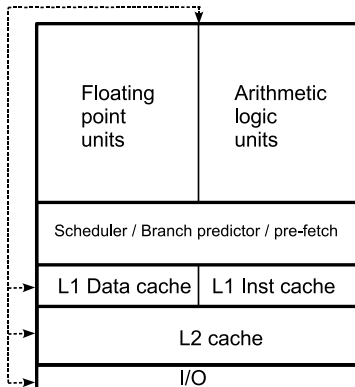 Floating
point
units
Arithmetic
logic
units
Scheduler / Branch predictor / pre-fetch
L1 Data cache
L1 Inst cache
L2 cache
I/O